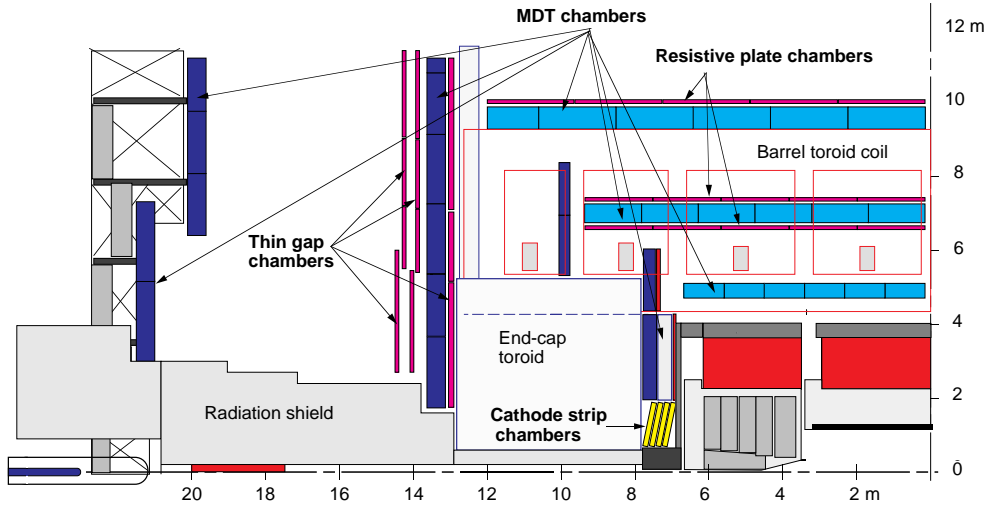 MDT chambers
12 m
Resistive plate chambers
10
Barrel toroid coil
8
Thin gap
chambers
6
4
End-cap
toroid
Radiation shield
2
Cathode strip
chambers
0
20
18
16
14
12
10
8
6
4
2 m